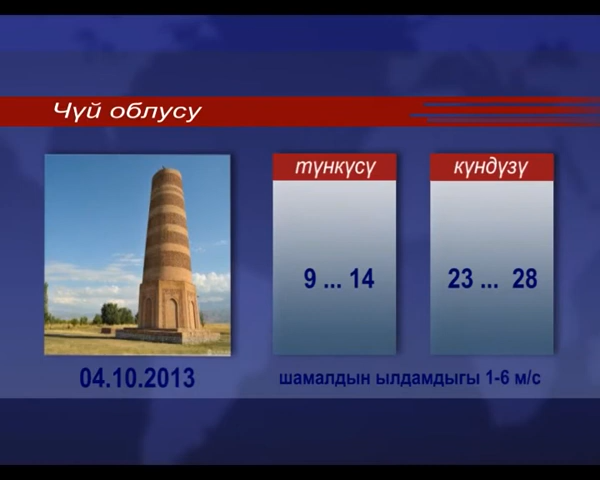 Чүй облусу
түнкүсү
күндүзү
9 ... 14
23 ... 28
04.10.2013
шамалдын ылдамдыгы 1-6 м/с